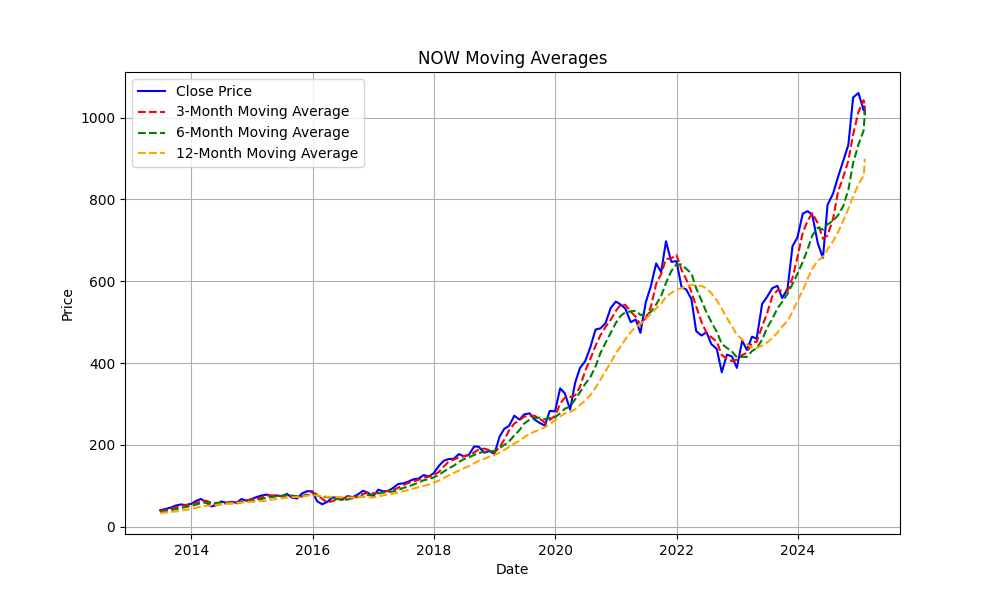 NOW Moving Averages
Close Price
3-Month Moving Average
6-Month Moving Average
12-Month Moving Average
1000
800
600
400
200
0
Price
2014 2016 2018 2020 2022 2024
Date